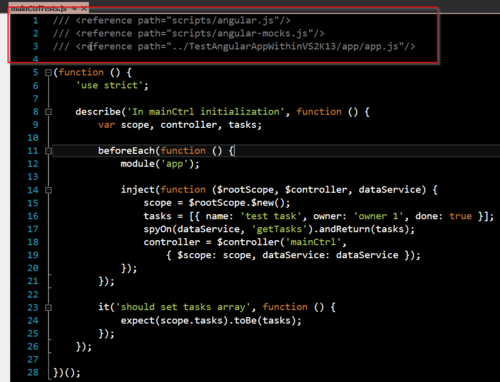 mainCtrlTests.js
1 /// <reference path="scripts/angular.js"/>
2 /// <reference path="scripts/angular-mocks.js"/>
3 /// <reference path="../TestAngularAppWithinVS2K13/app/app.js"/>
4
5 (function () {
6 'use strict';
7
8 describe('In mainCtrl initialization', function () {
9 var scope, controller, tasks;
10
11 beforeEach(function () {
12 module('app');
13
14 inject(function ($rootScope, $controller, dataService) {
15 scope = $rootScope.$new();
16 tasks = [{ name: 'test task', owner: 'owner 1', done: true }];
17 spyOn(dataService, 'getTasks').andReturn(tasks);
18 controller = $controller('mainCtrl',
19 { $scope: scope, dataService: dataService });
20 });
21 });
22
23 it('should set tasks array', function () {
24 expect(scope.tasks).toBe(tasks);
25 });
26 });
27
28 })();